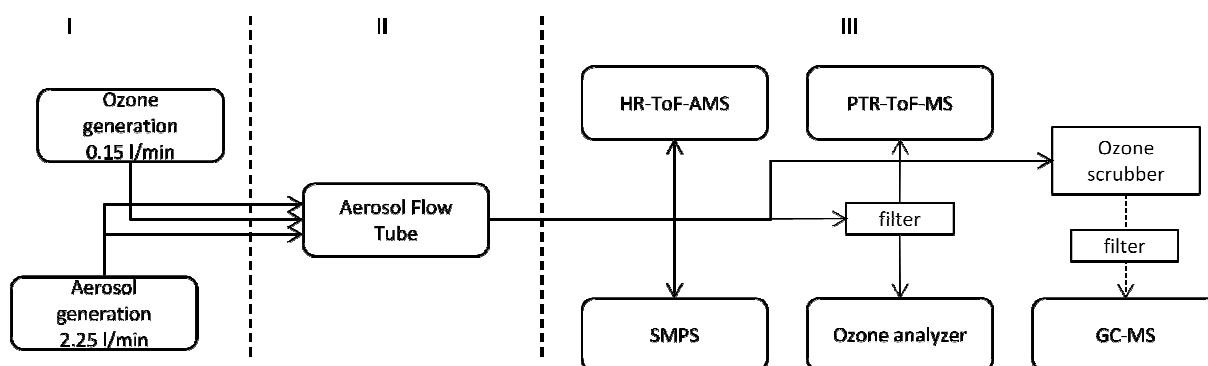 I
II
III
Ozone
generation
0.15 l/min
Aerosol
generation
2.25 l/min
Aerosol Flow
Tube
HR-ToF-AMS
PTR-ToF-MS
Ozone
scrubber
filter
filter
SMPS
Ozone analyzer
GC-MS